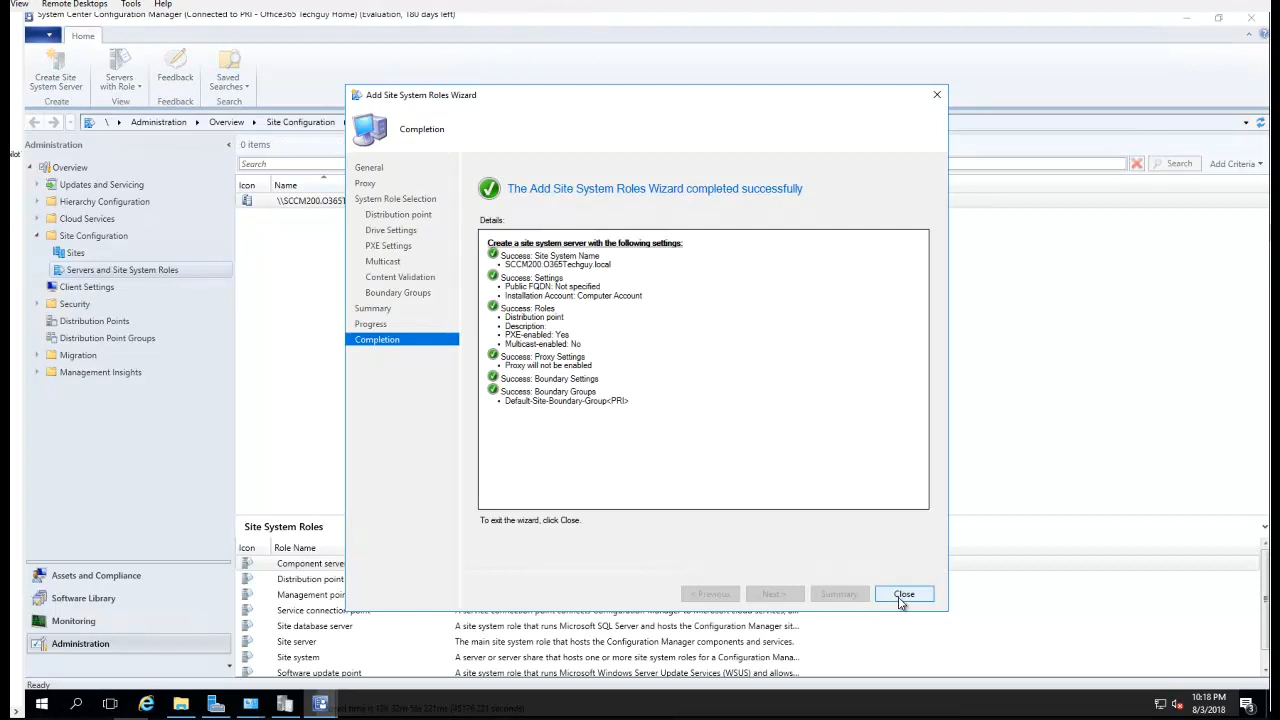 View Remote Desktops Tools Help
System Center Configuration Manager (Connected to PRI - Office365 Techguy Home) (Evaluation, 180 days left)
Home
Create Site System Server
Servers with Role
Feedback
Saved Searches
Create
View
Feedback
Search
\ Administration Overview Site Configuration
Administration
Overview
Updates and Servicing
Hierarchy Configuration
Cloud Services
Site Configuration
Sites
Servers and Site System Roles
Client Settings
Security
Distribution Points
Distribution Point Groups
Migration
Management Insights
Assets and Compliance
Software Library
Monitoring
Administration
Ready
0 items
Search
Search
Add Criteria
Icon Name
\\SCCM200.O365T
Add Site System Roles Wizard
Completion
General
Proxy
System Role Selection
Distribution point
Drive Settings
PXE Settings
Multicast
Content Validation
Boundary Groups
Summary
Progress
Completion
The Add Site System Roles Wizard completed successfully
Details:
Create a site system server with the following settings:
Success: Site System Name
• SCCM200.O365Techguy.local
Success: Settings
• Public FQDN: Not specified
• Installation Account: Computer Account
Success: Roles
• Distribution point
• Description:
• PXE-enabled: Yes
• Multicast-enabled: No
Success: Proxy Settings
• Proxy will not be enabled
Success: Boundary Settings
Success: Boundary Groups
• Default-Site-Boundary-Group<PRI>
To exit the wizard, click Close.
< Previous
Next >
Summary
Close
Site System Roles
Icon Role Name
Component serve
Distribution point
Management poin
Site database server A site system role that runs Microsoft SQL Server and hosts the Configuration Manager sit...
Site server The main site system role that hosts the Configuration Manager components and services.
Site system A server or server share that hosts one or more site system roles for a Configuration Mana...
Software update point A site system role that runs Microsoft Windows Server Update Services (WSUS) and allows...
10:18 PM
8/3/2018